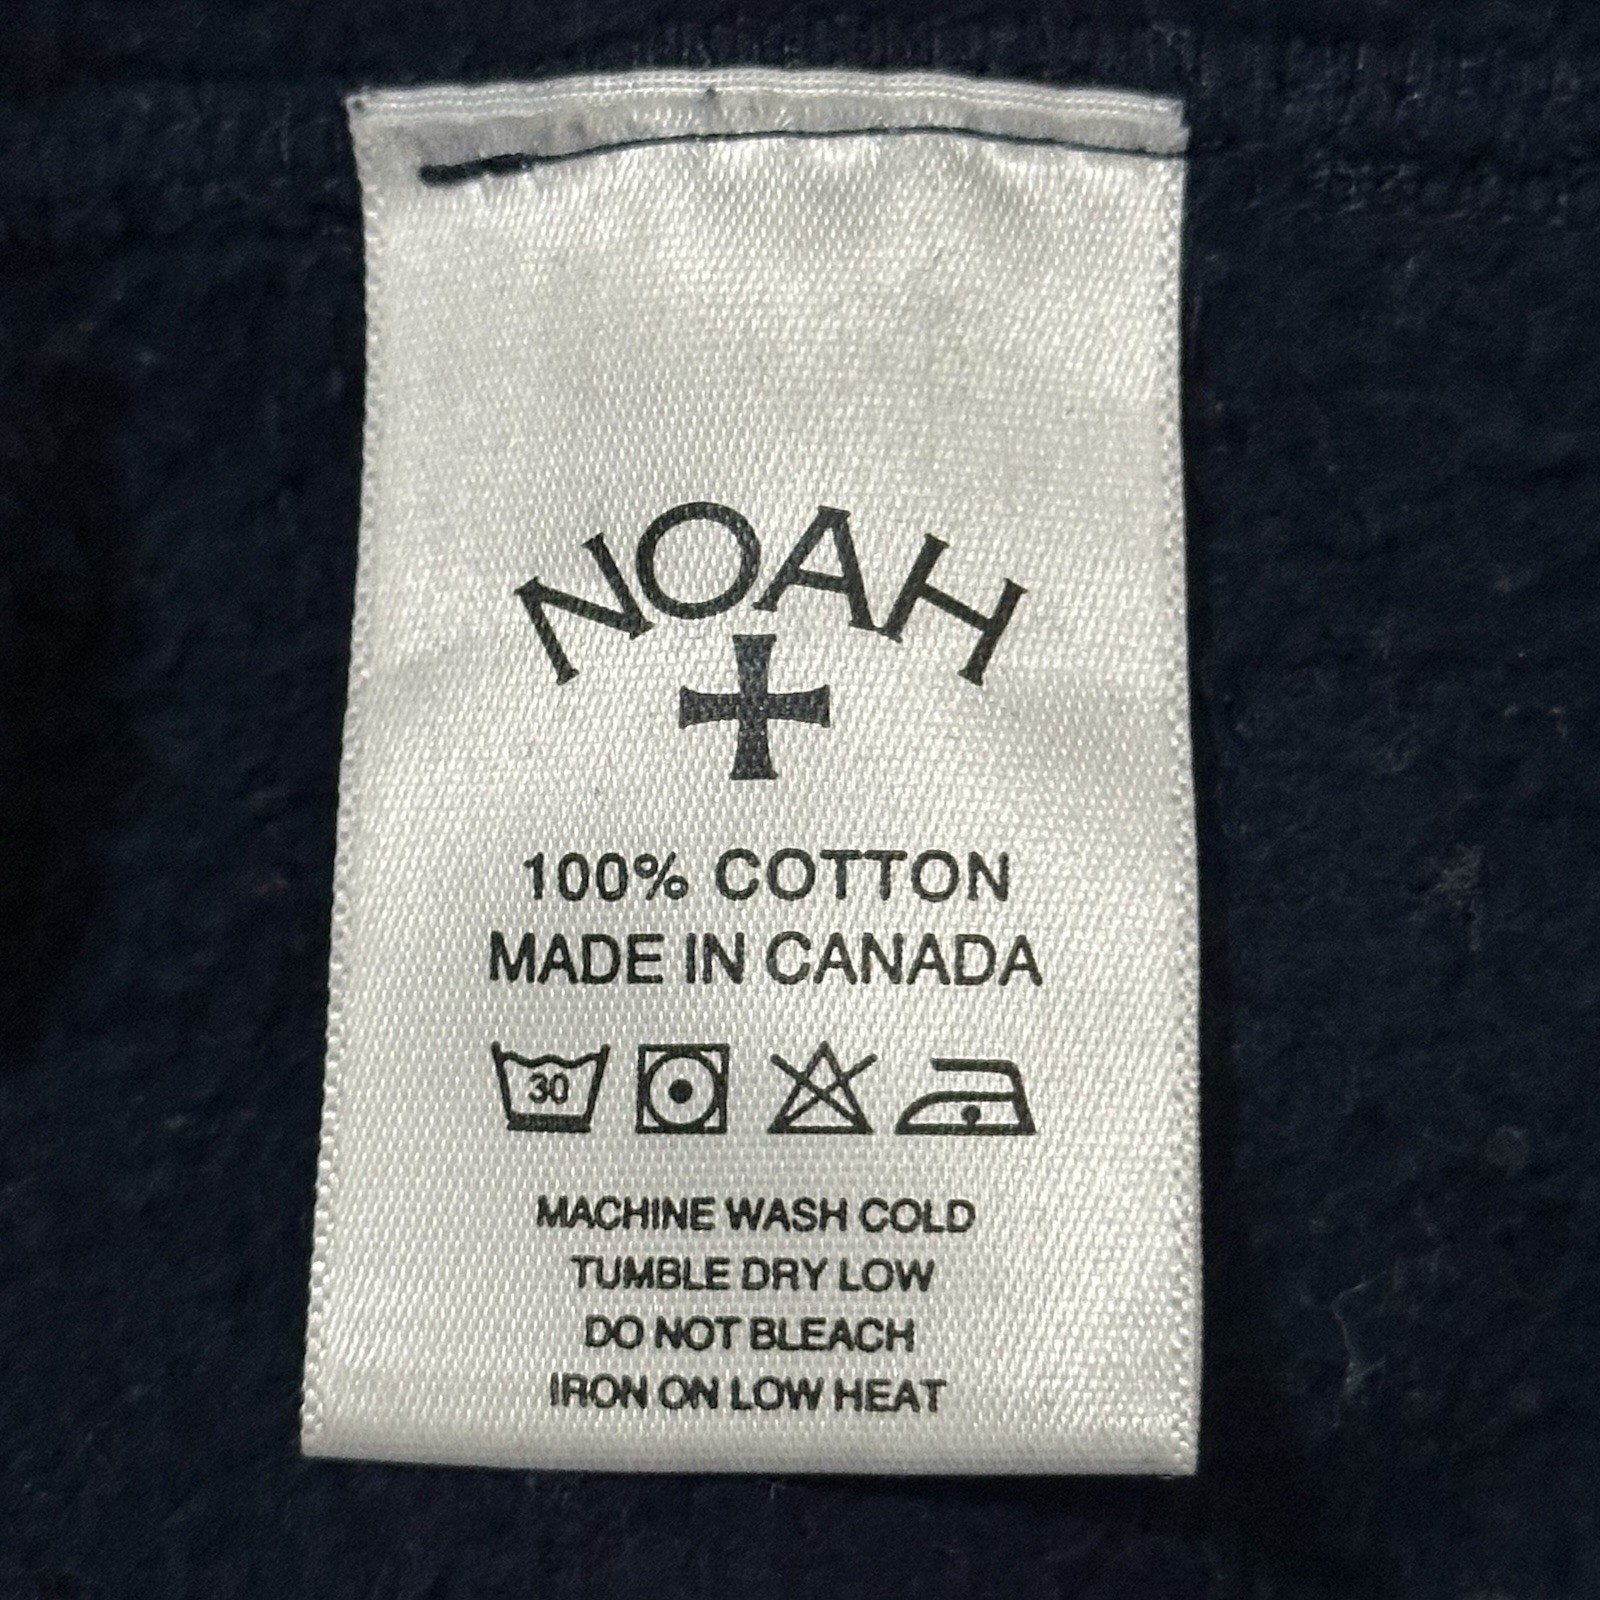 NOAH
100% COTTON
MADE IN CANADA
30
MACHINE WASH COLD
TUMBLE DRY LOW
DO NOT BLEACH
IRON ON LOW HEAT